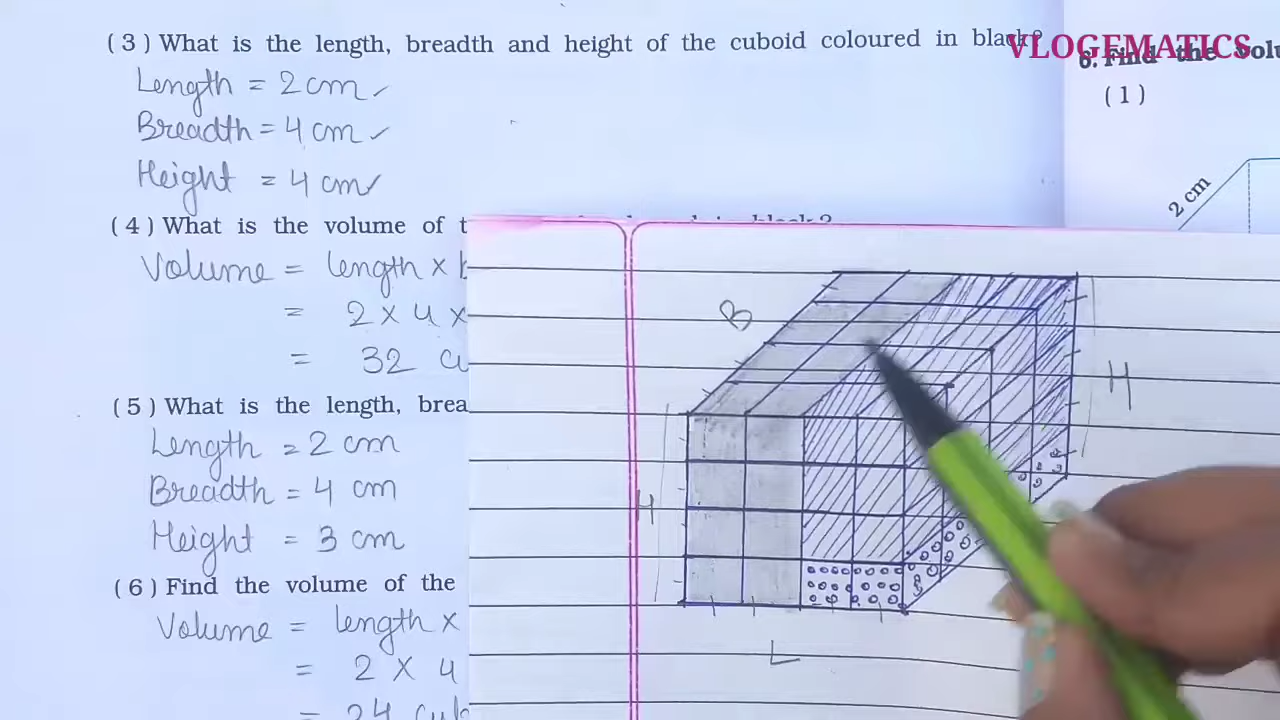 ( 3 ) What is the length, breadth and height of the cuboid coloured in black?
VLOGEMATICS
Length = 2 cm ✓
Breadth = 4 cm ✓
Height = 4 cm ✓
( 4 ) What is the volume of
Volume = length ×
= 2 × 4 ×
= 32
( 5 ) What is the length,
Length = 2 cm
Breadth = 4 cm
Height = 3 cm
( 6 ) Find the volume of the
Volume = length ×
= 2 × 4
= 24
6. Find the
( 1 )
2 cm
B
H
H
L